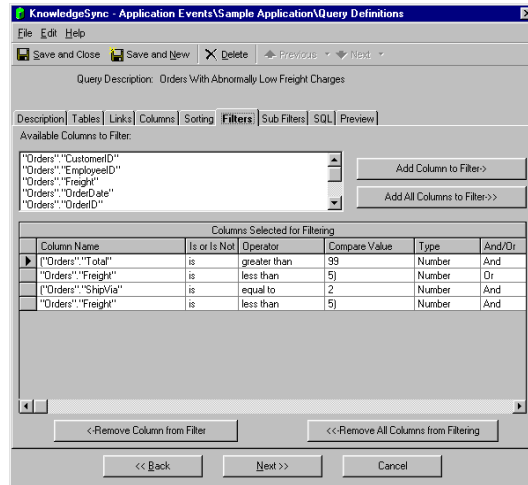 KnowledgeSync - Application Events\Sample Application\Query Definitions
File Edit Help
Save and Close Save and New Delete Previous Next
Query Description: Orders With Abnormally Low Freight Charges
Description Tables Links Columns Sorting Filters Sub Filters SQL Preview
Available Columns to Filter:
"Orders"."CustomerID"
"Orders"."EmployeeID"
"Orders"."Freight"
"Orders"."OrderDate"
"Orders"."OrderID"
Add Column to Filter->
Add All Columns to Filter->>
Columns Selected for Filtering
Column Name Is or Is Not Operator Compare Value Type And/Or
("Orders"."Total" is greater than 99 Number And
"Orders"."Freight" is less than 5) Number Or
("Orders"."ShipVia" is equal to 2 Number And
"Orders"."Freight" is less than 5) Number And
<-Remove Column from Filter <<-Remove All Columns from Filtering
<< Back Next >> Cancel